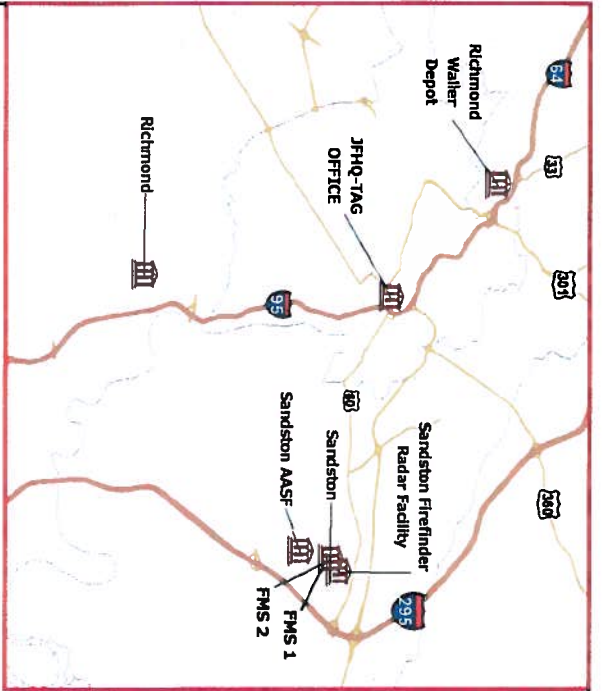 64
33
301
Richmond
Waller
Depot
JFHQ-TAG
OFFICE
360
Richmond
95
60
Sandston Firefinder
Radar Facility
295
Sandston
Sandston AASF
FMS 1
FMS 2